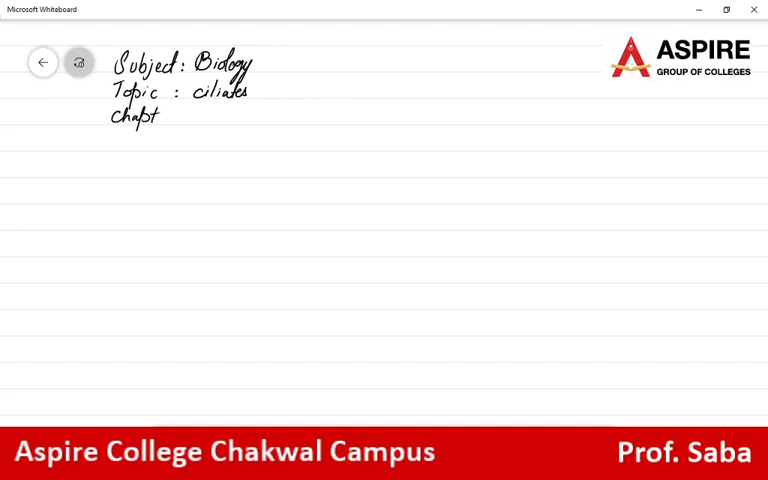 Microsoft Whiteboard
Subject: Biology
Topic : ciliates
Chapt
ASPIRE
GROUP OF COLLEGES
Aspire College Chakwal Campus
Prof. Saba